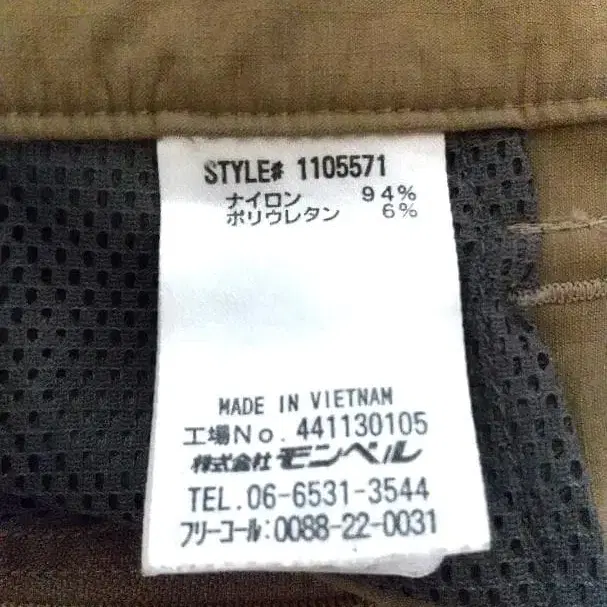 STYLE# 1105571
ナイロン 94%
ポリウレタン 6%
MADE IN VIETNAM
工場No. 441130105
株式会社 モンベル
TEL. 06-6531-3544
フリーコール:0088-22-0031